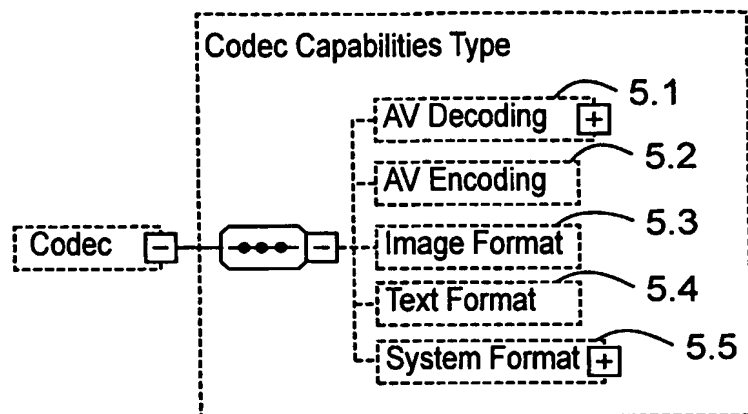 Codec Capabilities Type
5.1
AV Decoding
5.2
AV Encoding
Codec
5.3
Image Format
5.4
Text Format
5.5
System Format